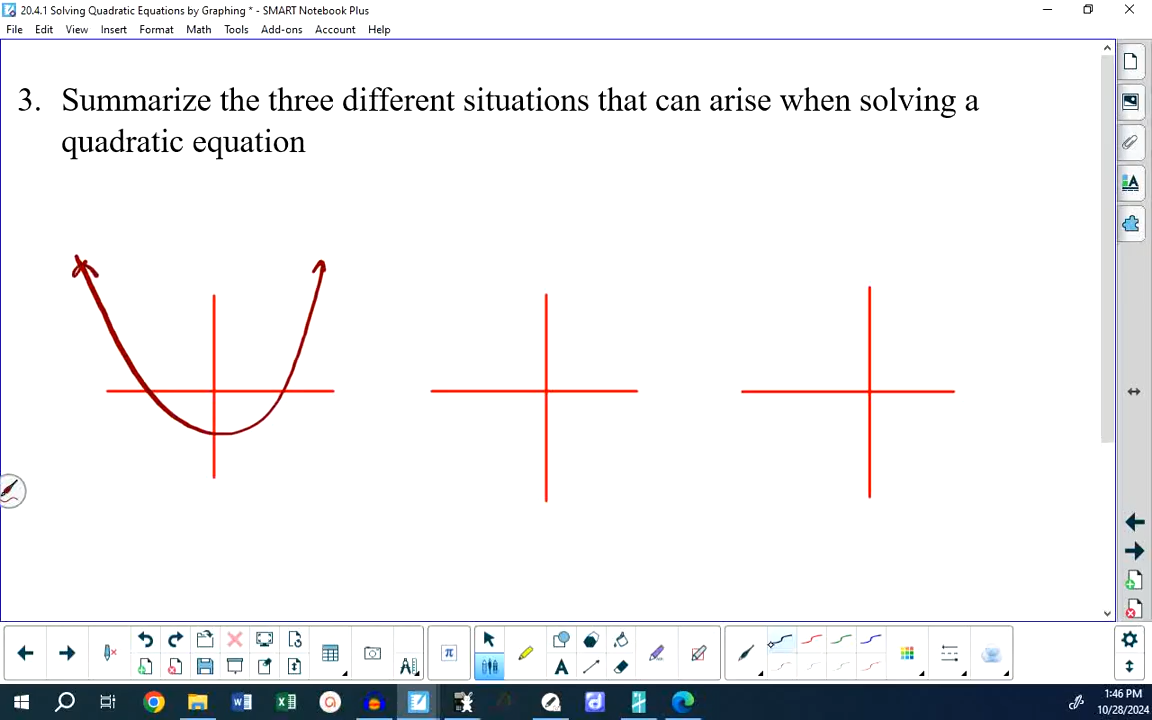 20.4.1 Solving Quadratic Equations by Graphing * - SMART Notebook Plus
File Edit View Insert Format Math Tools Add-ons Account Help
3. Summarize the three different situations that can arise when solving a
quadratic equation
1:46 PM
10/28/2024